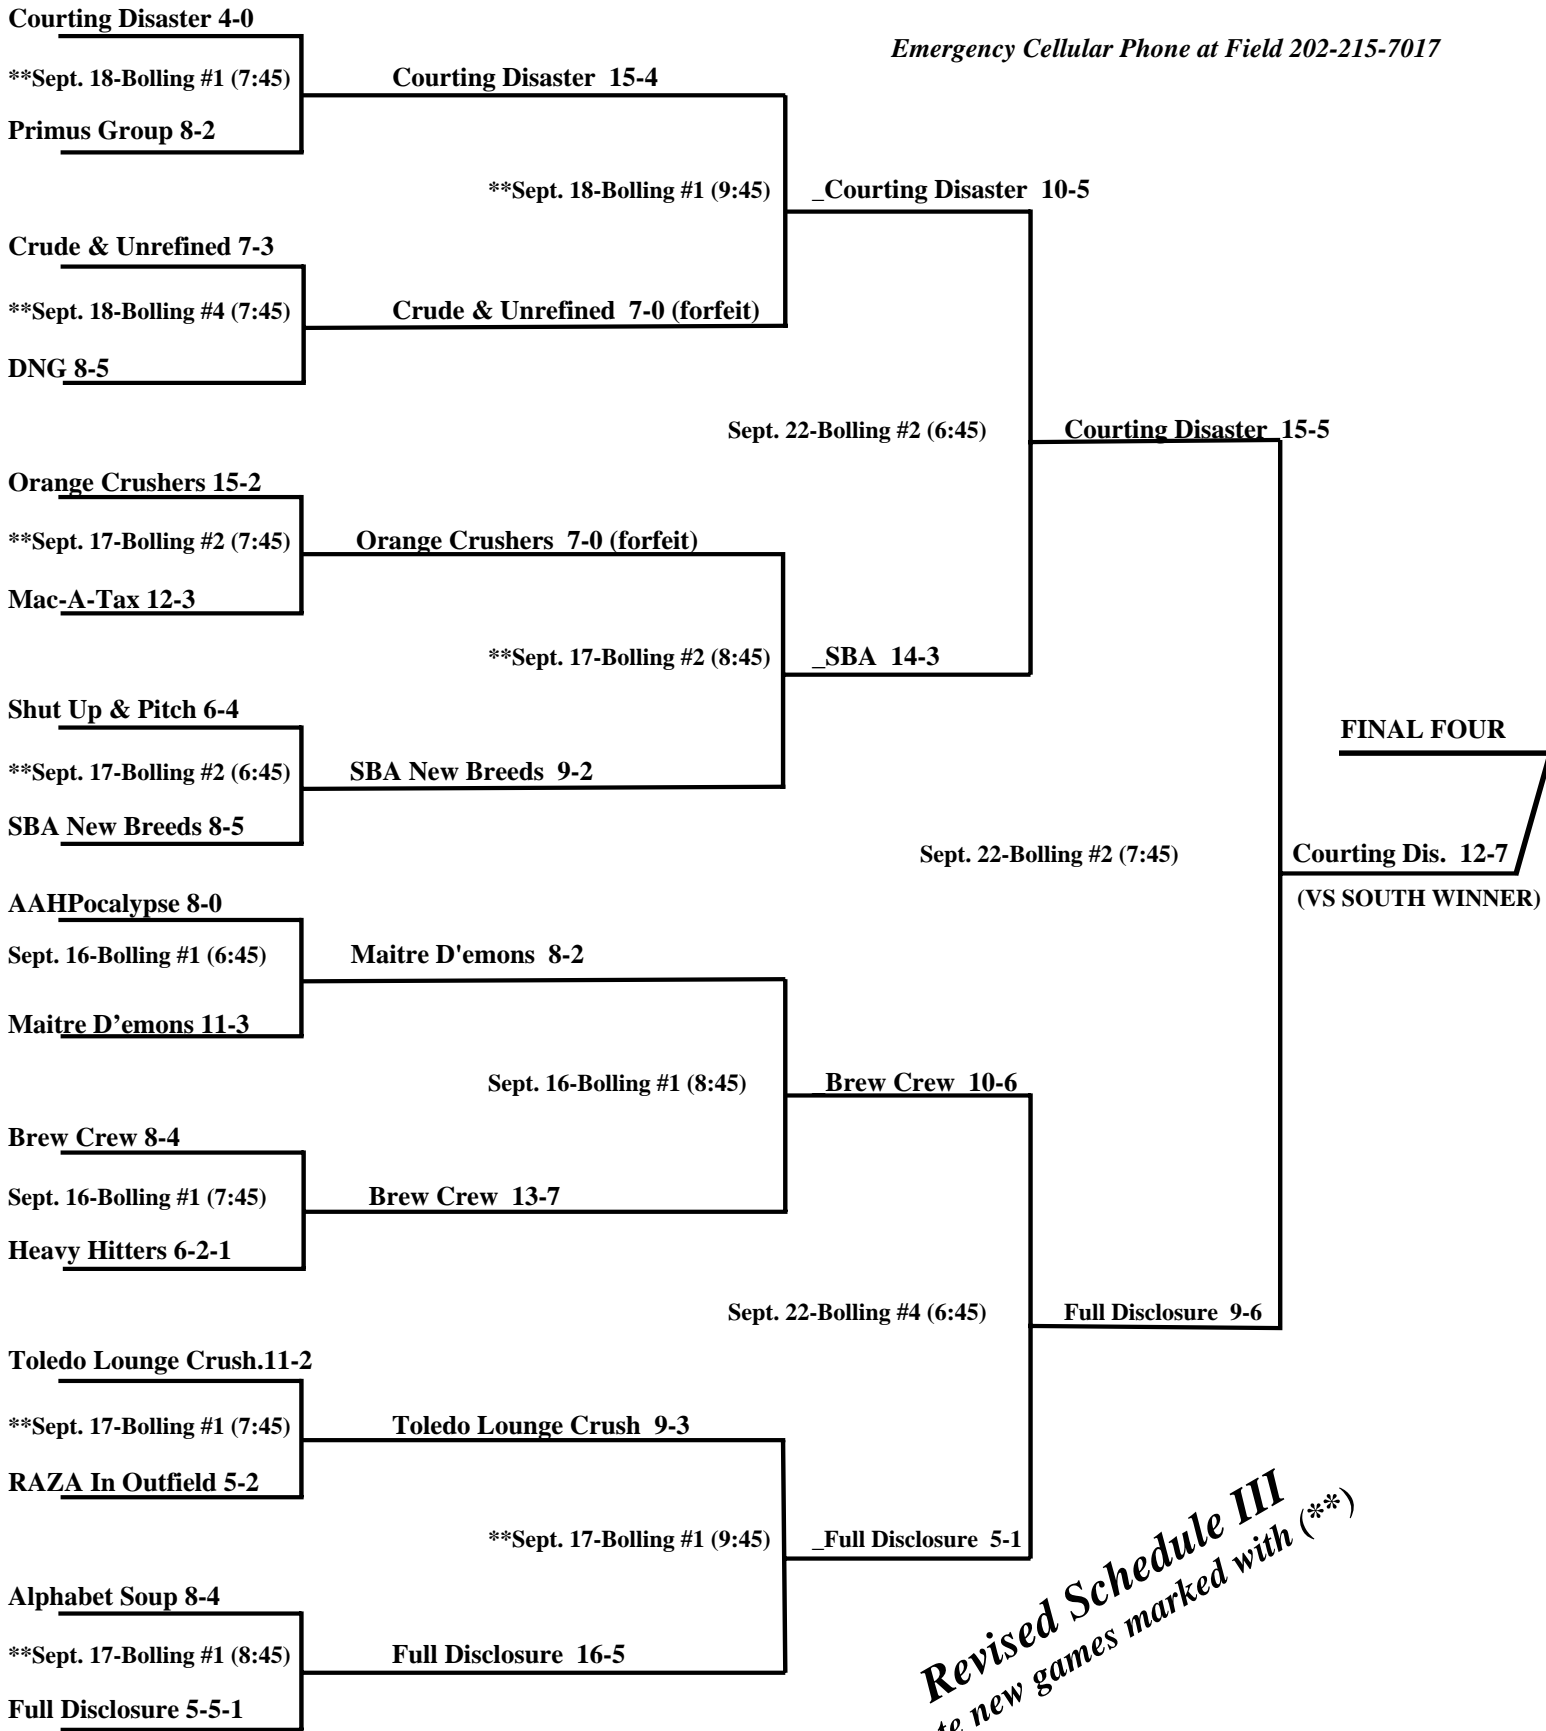 Courting Disaster 4-0
Emergency Cellular Phone at Field 202-215-7017
**Sept. 18-Bolling #1 (7:45)
Courting Disaster 15-4
Primus Group 8-2
**Sept. 18-Bolling #1 (9:45)
_Courting Disaster 10-5
Crude & Unrefined 7-3
**Sept. 18-Bolling #4 (7:45)
Crude & Unrefined 7-0 (forfeit)
DNG 8-5
Sept. 22-Bolling #2 (6:45)
Courting Disaster 15-5
Orange Crushers 15-2
**Sept. 17-Bolling #2 (7:45)
Orange Crushers 7-0 (forfeit)
Mac-A-Tax 12-3
**Sept. 17-Bolling #2 (8:45)
_SBA 14-3
Shut Up & Pitch 6-4
FINAL FOUR
**Sept. 17-Bolling #2 (6:45)
SBA New Breeds 9-2
SBA New Breeds 8-5
Sept. 22-Bolling #2 (7:45)
Courting Dis. 12-7
(VS SOUTH WINNER)
AAHPocalypse 8-0
Sept. 16-Bolling #1 (6:45)
Maitre D'emons 8-2
Maitre D’emons 11-3
Sept. 16-Bolling #1 (8:45)
_Brew Crew 10-6
Brew Crew 8-4
Sept. 16-Bolling #1 (7:45)
Brew Crew 13-7
Heavy Hitters 6-2-1
Sept. 22-Bolling #4 (6:45)
Full Disclosure 9-6
Toledo Lounge Crush.11-2
**Sept. 17-Bolling #1 (7:45)
Toledo Lounge Crush 9-3
RAZA In Outfield 5-2
**Sept. 17-Bolling #1 (9:45)
_Full Disclosure 5-1
Alphabet Soup 8-4
**Sept. 17-Bolling #1 (8:45)
Full Disclosure 16-5
Full Disclosure 5-5-1
Revised Schedule III
new games marked with (**)